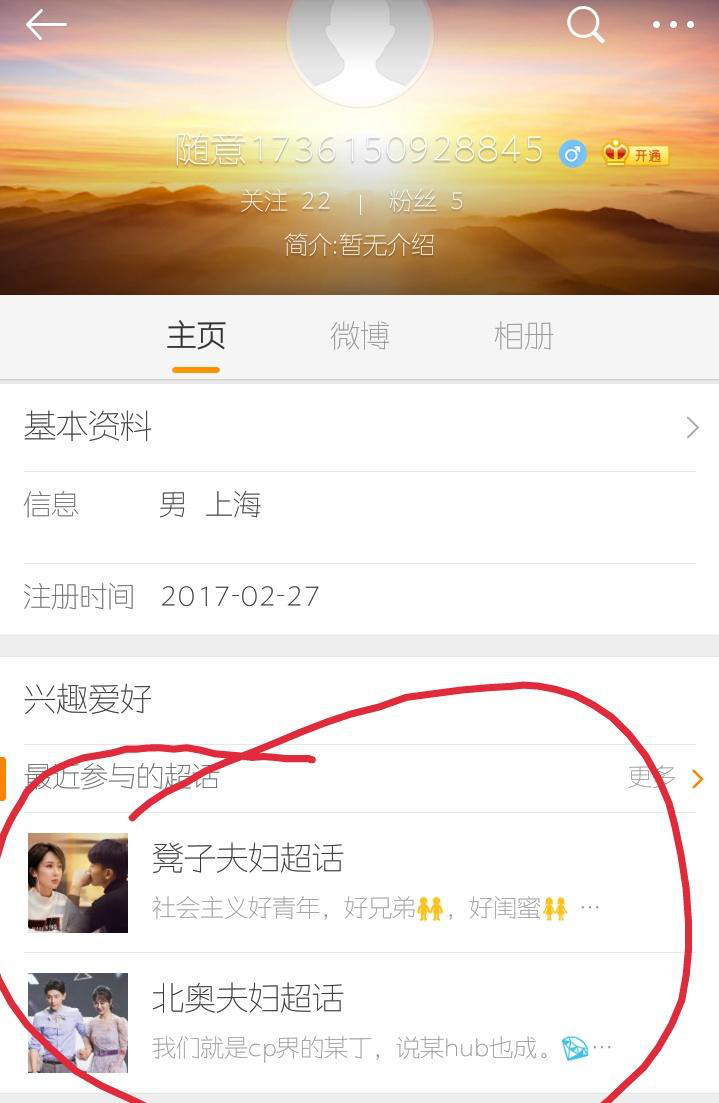 随意1736150928845 开通
关注 22 | 粉丝 5
简介:暂无介绍
主页 微博 相册
基本资料
信息 男 上海
注册时间 2017-02-27
兴趣爱好
最近参与的超话 更多
凳子夫妇超话
社会主义好青年，好兄弟👬，好闺蜜👭 …
北奥夫妇超话
我们就是cp界的某丁，说某hub也成。💎…